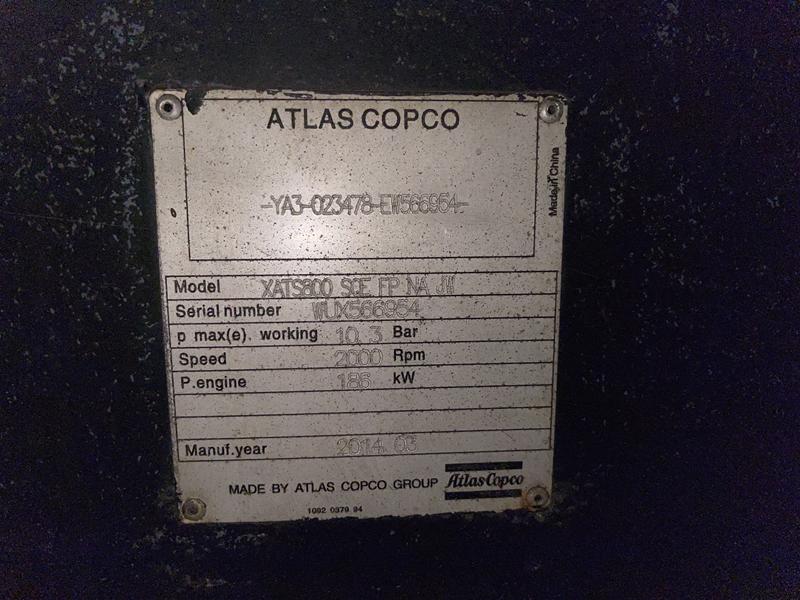 ATLAS COPCO
Made in China
-YA3-023478-EW566954-
Model XATS800 SCE FP NA JW
Serial number WUX566954
p max(e). working 10.3 Bar
Speed 2000 Rpm
P.engine 186 kW
Manuf.year 2014.03
MADE BY ATLAS COPCO GROUP Atlas Copco
1092 0379 94